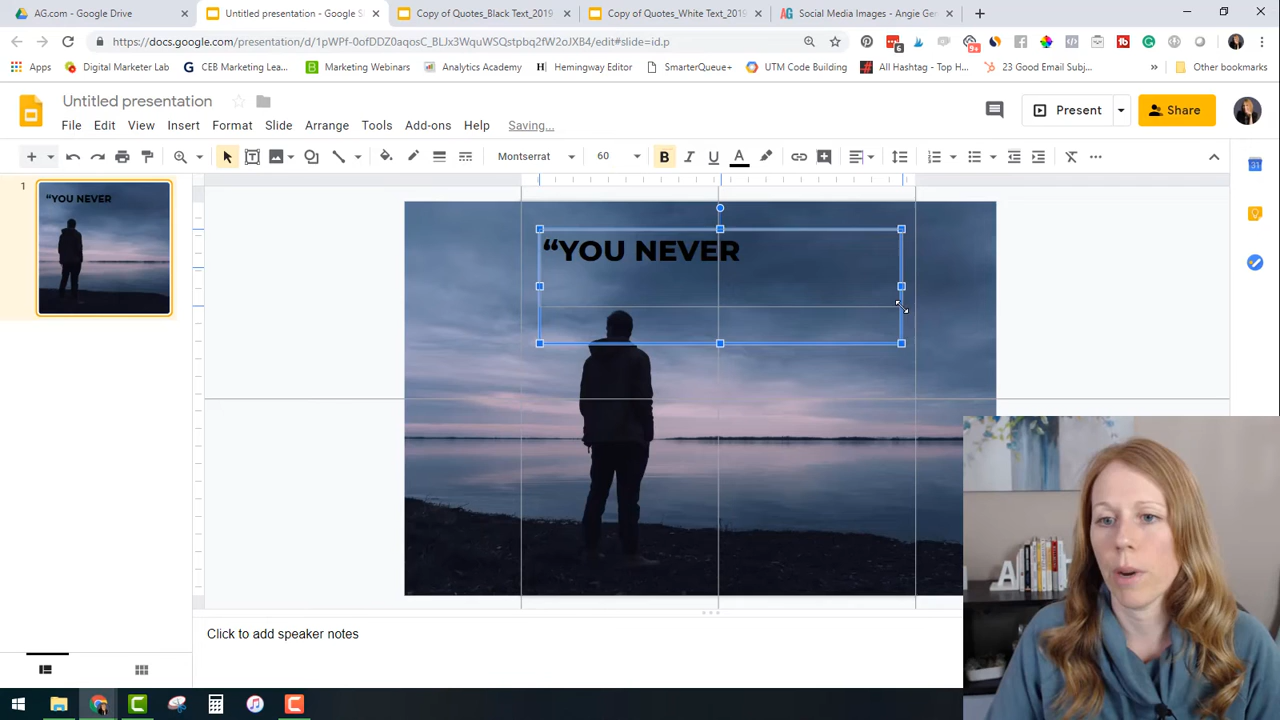 AG.com - Google Drive
Untitled presentation - Google S
Copy of Quotes_Black Text_2019
Copy of Quotes_White Text_2019
Social Media Images - Angie Ger
https://docs.google.com/presentation/d/1pWPf-0ofDDZ0aqosC_BLJx3WquWSQstpbq2fW2oJXB4/edit#slide=id.p
Apps
Digital Marketer Lab
CEB Marketing Lea...
Marketing Webinars
Analytics Academy
Hemingway Editor
SmarterQueue+
UTM Code Building
All Hashtag - Top H...
23 Good Email Subj...
Other bookmarks
Untitled presentation
Present
Share
File Edit View Insert Format Slide Arrange Tools Add-ons Help Saving...
Montserrat
60
1
“YOU NEVER
“YOU NEVER
Click to add speaker notes